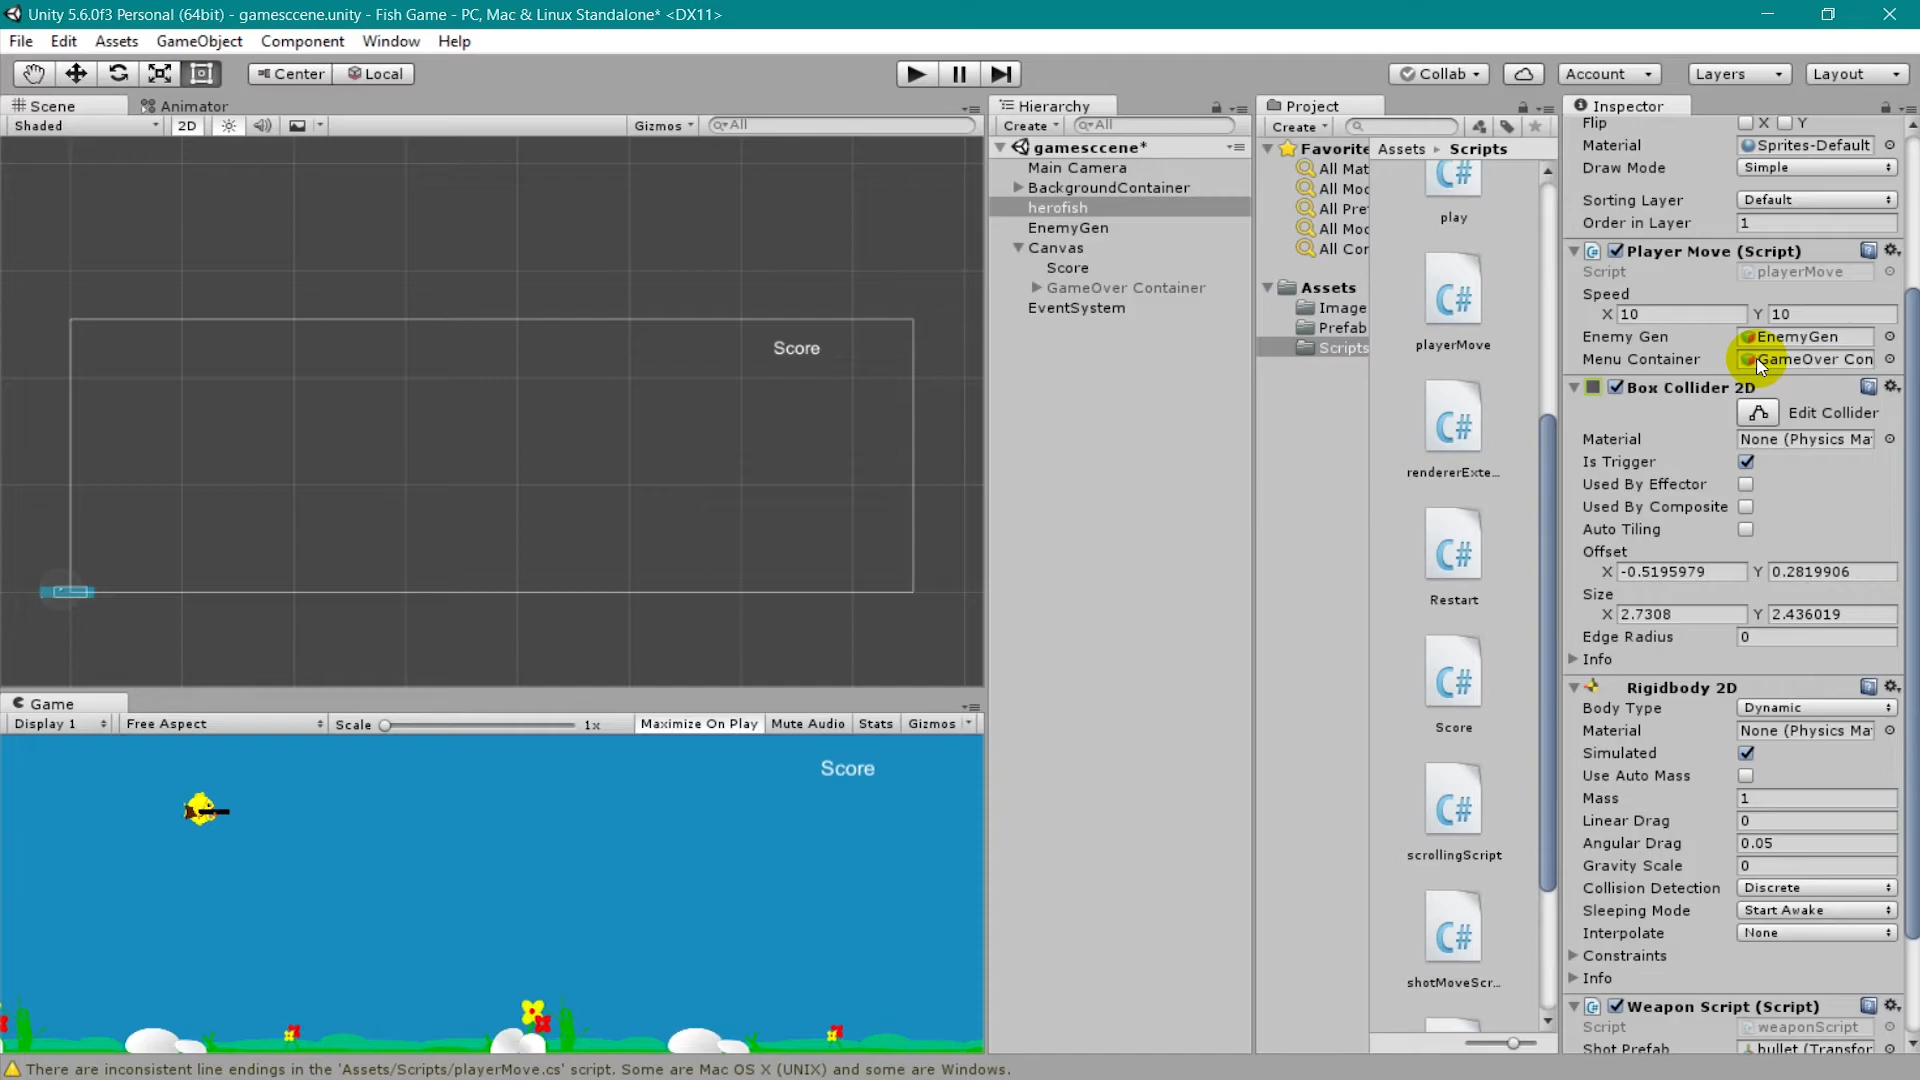 Unity 5.6.0f3 Personal (64bit) - gamesccene.unity - Fish Game - PC, Mac & Linux Standalone* <DX11>
File Edit Assets GameObject Component Window Help
Center Local Collab Account Layers Layout
Scene Animator
Shaded 2D Gizmos All
Score
Game
Display 1 Free Aspect Scale 1x Maximize On Play Mute Audio Stats Gizmos
Score
Hierarchy
Create All
gamesccene*
Main Camera
BackgroundContainer
herofish
EnemyGen
Canvas
Score
GameOver Container
EventSystem
Project
Create
Favorite
All Mat
All Mod
All Pre
All Mod
All Con
Assets
Image
Prefab
Scripts
Assets Scripts
play
playerMove
rendererExte...
Restart
Score
scrollingScript
shotMoveScr...
Inspector
Flip X Y
Material Sprites-Default
Draw Mode Simple
Sorting Layer Default
Order in Layer 1
Player Move (Script)
Script playerMove
Speed
X 10 Y 10
Enemy Gen EnemyGen
Menu Container GameOver Con
Box Collider 2D
Edit Collider
Material None (Physics Ma
Is Trigger
Used By Effector
Used By Composite
Auto Tiling
Offset
X -0.5195979 Y 0.2819906
Size
X 2.7308 Y 2.436019
Edge Radius 0
Info
Rigidbody 2D
Body Type Dynamic
Material None (Physics Ma
Simulated
Use Auto Mass
Mass 1
Linear Drag 0
Angular Drag 0.05
Gravity Scale 0
Collision Detection Discrete
Sleeping Mode Start Awake
Interpolate None
Constraints
Info
Weapon Script (Script)
Script weaponScript
Shot Prefab bullet (Transfor
There are inconsistent line endings in the 'Assets/Scripts/playerMove.cs' script. Some are Mac OS X (UNIX) and some are Windows.